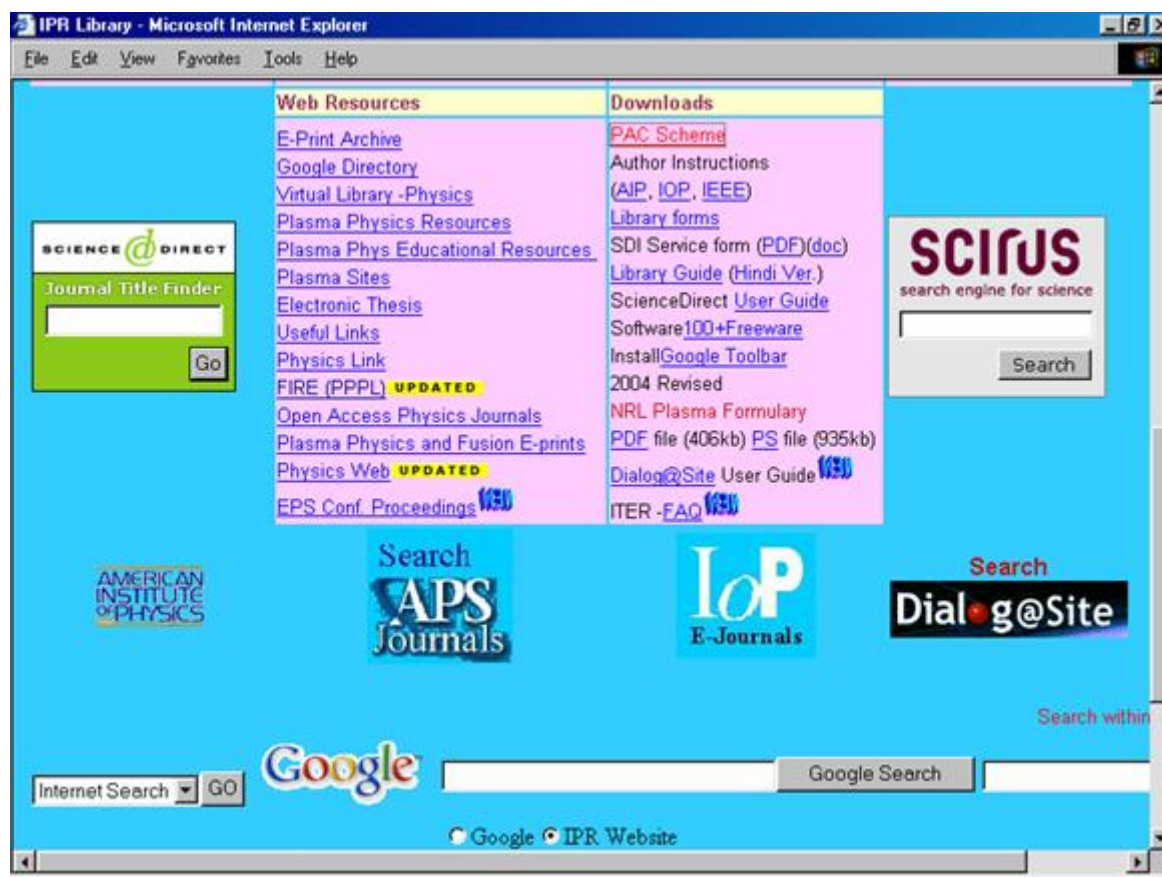 IPR Library - Microsoft Internet Explorer
File Edit View Favorites Tools Help
Web Resources
E-Print Archive
Google Directory
Virtual Library -Physics
Plasma Physics Resources
Plasma Phys Educational Resources
Plasma Sites
Electronic Thesis
Useful Links
Physics Link
FIRE (PPPL) UPDATED
Open Access Physics Journals
Plasma Physics and Fusion E-prints
Physics Web UPDATED
EPS Conf. Proceedings NEW
Downloads
PAC Scheme
Author Instructions
(AIP, IOP, IEEE)
Library forms
SDI Service form (PDF)(doc)
Library Guide (Hindi Ver.)
ScienceDirect User Guide
Software100+Freeware
InstallGoogle Toolbar
2004 Revised
NRL Plasma Formulary
PDF file (406kb) PS file (935kb)
Dialog@Site User Guide NEW
ITER -FAQ NEW
SCIENCE @ DIRECT
Journal Title Finder
Go
SCIRUS
search engine for science
Search
AMERICAN
INSTITUTE
OF PHYSICS
Search
APS
Journals
IoP
E-Journals
Search
Dialog@Site
Search within
Internet Search GO
Google
Google Search
Google IPR Website